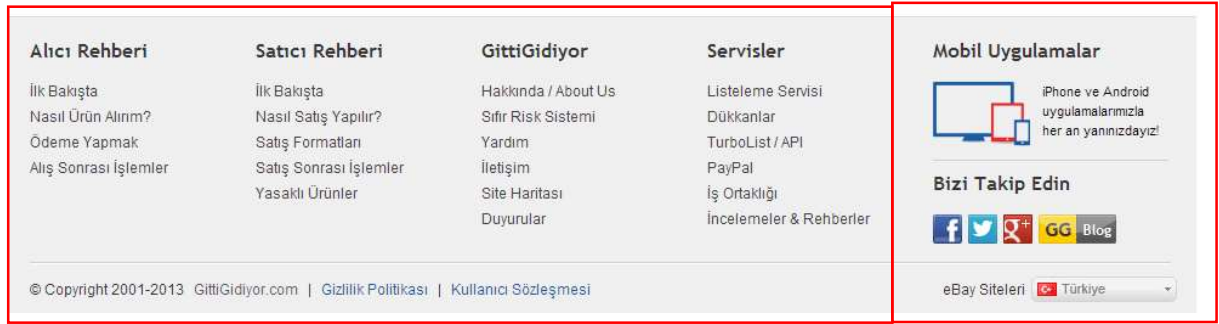 Alıcı Rehberi
İlk Bakışta
Nasıl Ürün Alırım?
Ödeme Yapmak
Alış Sonrası İşlemler
Satıcı Rehberi
İlk Bakışta
Nasıl Satış Yapılır?
Satış Formatları
Satış Sonrası İşlemler
Yasaklı Ürünler
GittiGidiyor
Hakkında / About Us
Sıfır Risk Sistemi
Yardım
İletişim
Site Haritası
Duyurular
Servisler
Listeleme Servisi
Dükkanlar
TurboList / API
PayPal
İş Ortaklığı
İncelemeler & Rehberler
Mobil Uygulamalar
iPhone ve Android
uygulamalarımızla
her an yanınızdayız!
Bizi Takip Edin
f g+ GG Blog
© Copyright 2001-2013 GittiGidiyor.com | Gizlilik Politikası | Kullanıcı Sözleşmesi
eBay Siteleri Türkiye